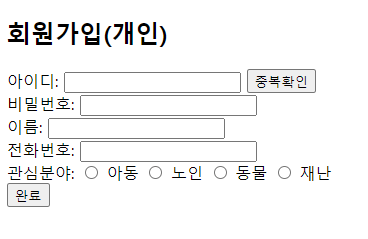 회원가입(개인)
아이디: 중복확인
비밀번호:
이름:
전화번호:
관심분야: 아동 노인 동물 재난
완료